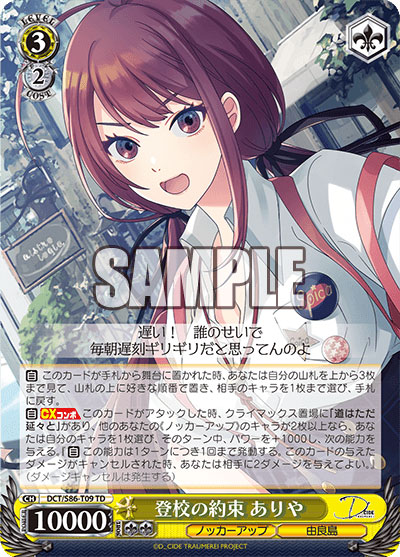 LEVEL
3
2
COST
BLACK Beagle.
Spica
SAMPLE
遅い！ 誰のせいで
毎朝遅刻ギリギリだと思ってんのよ
自 このカードが手札から舞台に置かれた時、あなたは自分の山札を上から3枚
まで見て、山札の上に好きな順番で置き、相手のキャラを1枚まで選び、手札
に戻す。
自 CXコンボ このカードがアタックした時、クライマックス置場に「道はただ
延々と」があり、他のあなたの《ノッカーアップ》のキャラが2枚以上なら、あな
たは自分のキャラを1枚選び、そのターン中、パワーを+1000し、次の能力を
与える。『自 この能力は1ターンにつき1回まで発動する。このカードの与えた
ダメージがキャンセルされた時、あなたは相手に2ダメージを与えてよい。』
(ダメージキャンセルは発生する)
CH DCT/S86-T09 TD
登校の約束 ありや
D_CIDE
POWER
10000
ノッカーアップ
由良島
©D_CIDE TRAUMEREI PROJECT